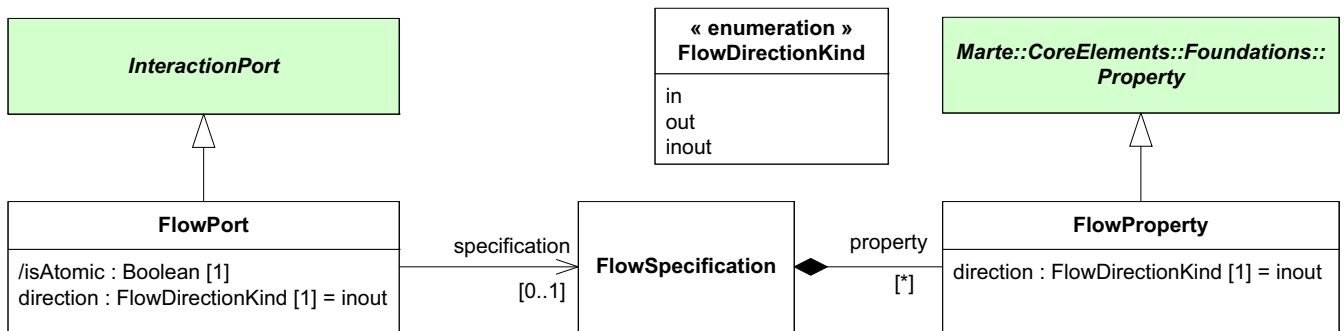 InteractionPort
« enumeration »
FlowDirectionKind
in
out
inout
Marte::CoreElements::Foundations::
Property
FlowPort
/isAtomic : Boolean [1]
direction : FlowDirectionKind [1] = inout
specification
[0..1]
FlowSpecification
property
[*]
FlowProperty
direction : FlowDirectionKind [1] = inout